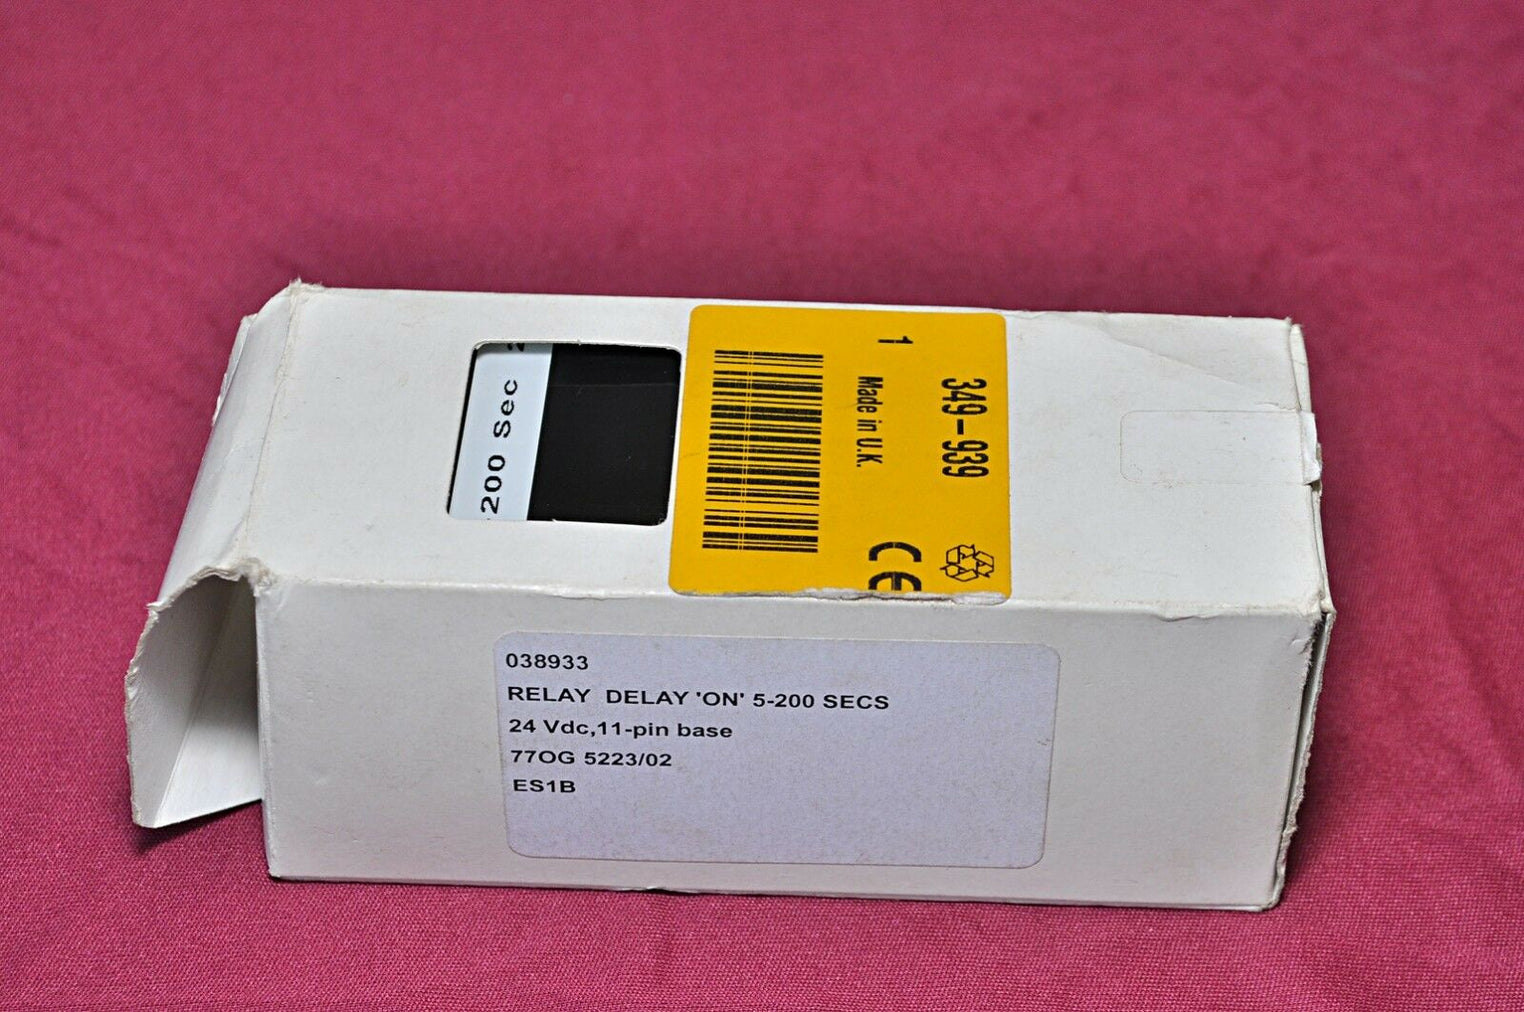 200 Sec
349-939
Made in U.K.
1
CE
038933
RELAY DELAY 'ON' 5-200 SECS
24 Vdc,11-pin base
77OG 5223/02
ES1B